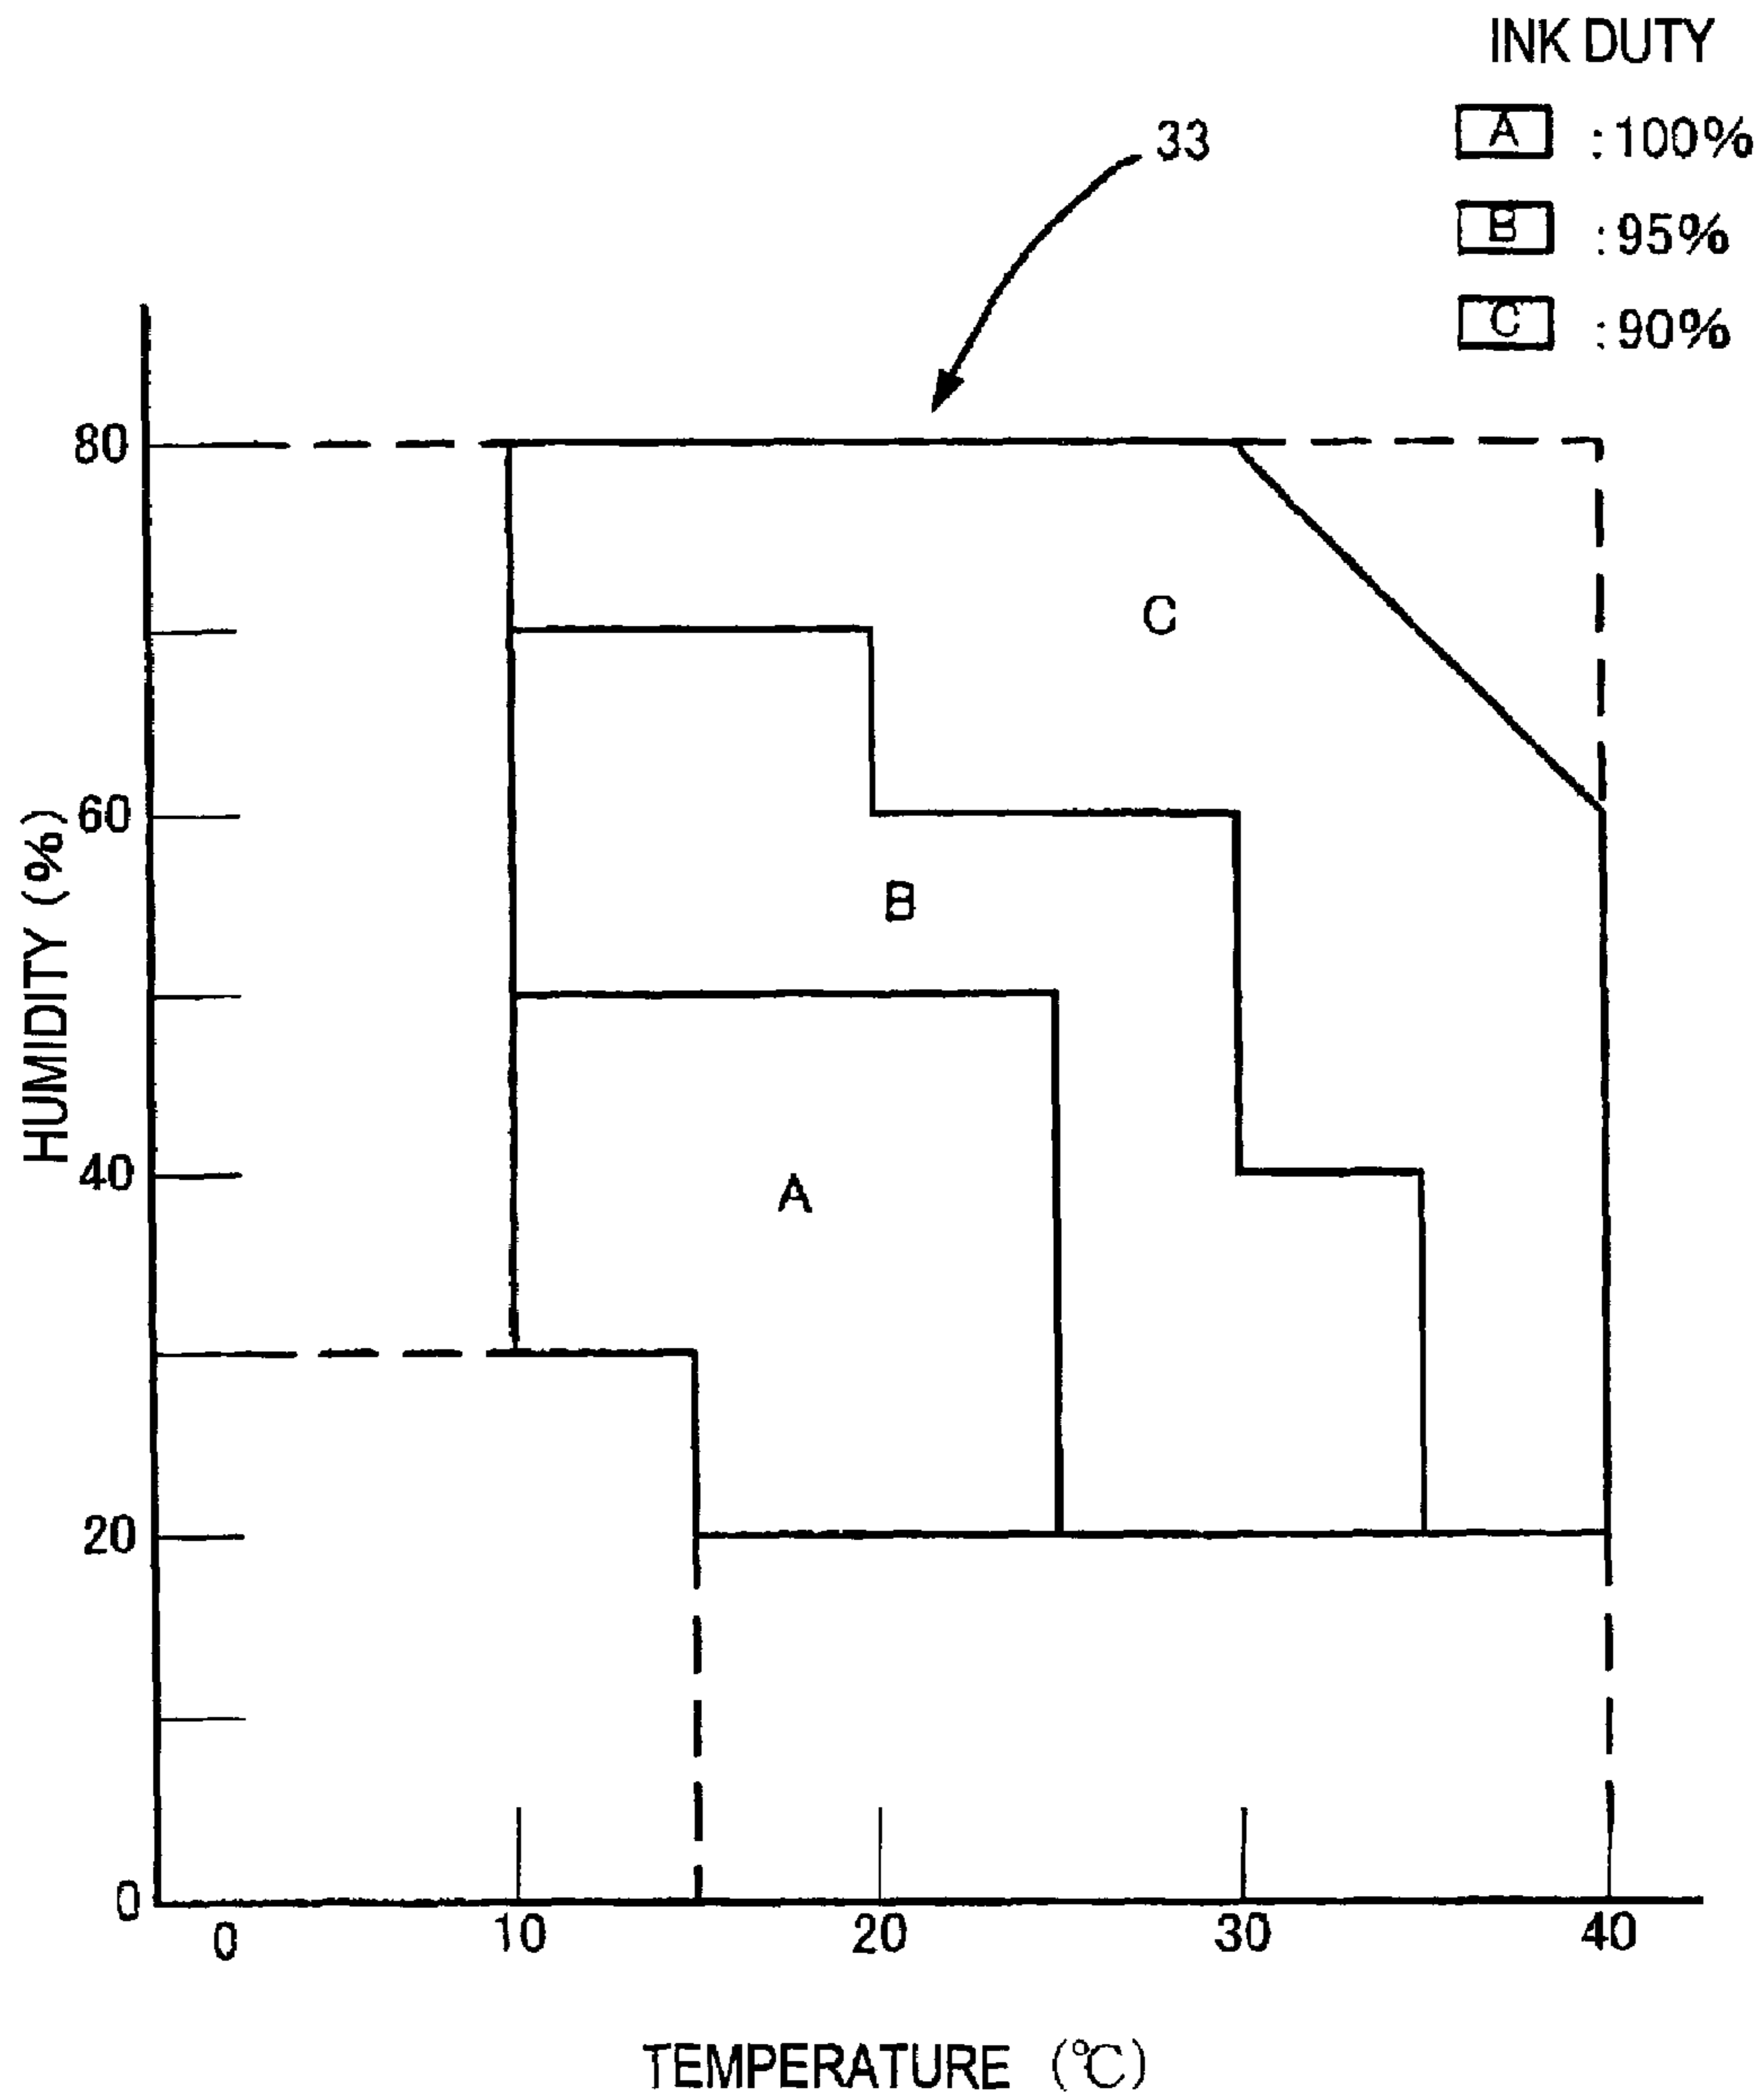 INK DUTY
A :100%
B :95%
C :90%
33
80
60
40
20
0
HUMIDITY (%)
C
B
A
0 10 20 30 40
TEMPERATURE (℃)